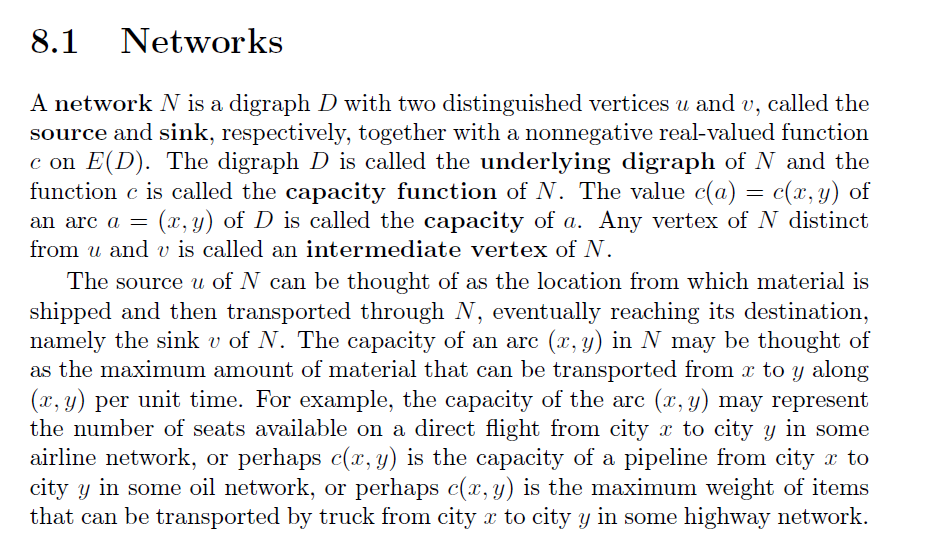 8.1 Networks
A network N is a digraph D with two distinguished vertices u and v, called the
source and sink, respectively, together with a nonnegative real-valued function
c on E(D). The digraph D is called the underlying digraph of N and the
function c is called the capacity function of N. The value c(a) = c(x, y) of
an arc a = (x, y) of D is called the capacity of a. Any vertex of N distinct
from u and v is called an intermediate vertex of N.
The source u of N can be thought of as the location from which material is
shipped and then transported through N, eventually reaching its destination,
namely the sink v of N. The capacity of an arc (x, y) in N may be thought of
as the maximum amount of material that can be transported from x to y along
(x, y) per unit time. For example, the capacity of the arc (x, y) may represent
the number of seats available on a direct flight from city x to city y in some
airline network, or perhaps c(x, y) is the capacity of a pipeline from city x to
city y in some oil network, or perhaps c(x, y) is the maximum weight of items
that can be transported by truck from city x to city y in some highway network.